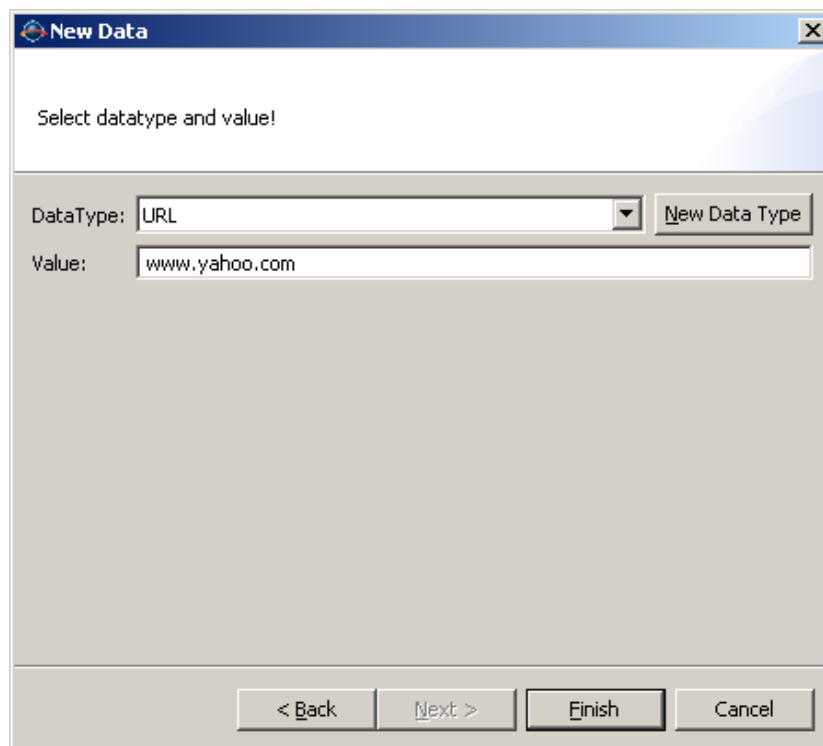 New Data
Select datatype and value!
DataType: URL New Data Type
Value: www.yahoo.com
< Back Next > Finish Cancel